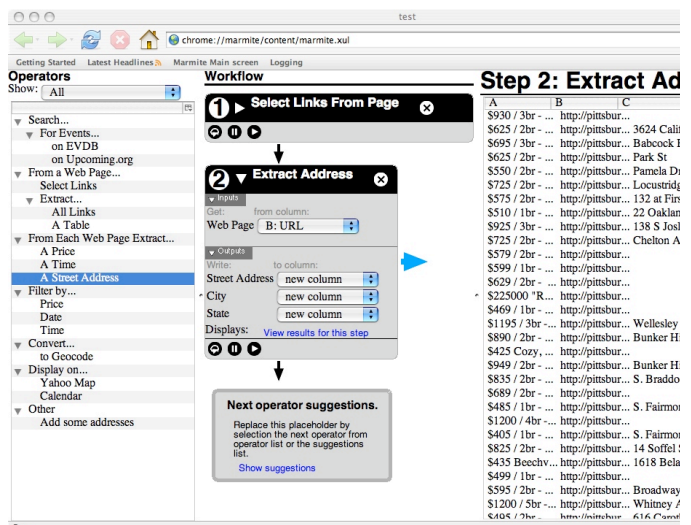 test
chrome://marmite/content/marmite.xul
Getting Started Latest Headlines Marmite Main screen Logging
Operators
Show: All
Search...
For Events...
on EVDB
on Upcoming.org
From a Web Page...
Select Links
Extract...
All Links
A Table
From Each Web Page Extract...
A Price
A Time
A Street Address
Filter by...
Price
Date
Time
Convert...
to Geocode
Display on...
Yahoo Map
Calendar
Other
Add some addresses
Workflow
1 Select Links From Page
2 Extract Address
Inputs
Get: from column:
Web Page B: URL
Outputs
Write: to column:
Street Address new column
City new column
State new column
Displays: View results for this step
Next operator suggestions.
Replace this placeholder by
selection the next operator from
operator list or the suggestions
list.
Show suggestions
Step 2: Extract Ad
A B C
$930 / 3br - ... http://pittsbur...
$625 / 2br - ... http://pittsbur... 3624 Calif
$695 / 3br - ... http://pittsbur... Babcock
$625 / 2br - ... http://pittsbur... Park St
$550 / 2br - ... http://pittsbur... Pamela Dr
$725 / 2br - ... http://pittsbur... Locustridg
$575 / 2br - ... http://pittsbur... 132 at Firs
$510 / 1br - ... http://pittsbur... 22 Oaklan
$925 / 3br - ... http://pittsbur... 138 S Josl
$725 / 2br - ... http://pittsbur... Chelton A
$579 / 2br - ... http://pittsbur...
$599 / 1br - ... http://pittsbur...
$629 / 2br - ... http://pittsbur...
$225000 "R... http://pittsbur...
$469 / 1br - ... http://pittsbur...
$1195 / 3br -... http://pittsbur... Wellesley
$890 / 2br - ... http://pittsbur... Bunker Hi
$425 Cozy, ... http://pittsbur...
$949 / 2br - ... http://pittsbur... Bunker Hi
$835 / 2br - ... http://pittsbur... S. Braddo
$689 / 2br - ... http://pittsbur...
$485 / 1br - ... http://pittsbur... S. Fairmon
$1200 / 4br -... http://pittsbur...
$405 / 1br - ... http://pittsbur... S. Fairmon
$825 / 2br - ... http://pittsbur... 14 Soffel
$435 Beechv... http://pittsbur... 1618 Bela
$499 / 1br - ... http://pittsbur...
$595 / 2br - ... http://pittsbur... Broadway
$1200 / 5br -... http://pittsbur... Whitney A
$495 / 2br - ... http://pittsbur... 616 Carot